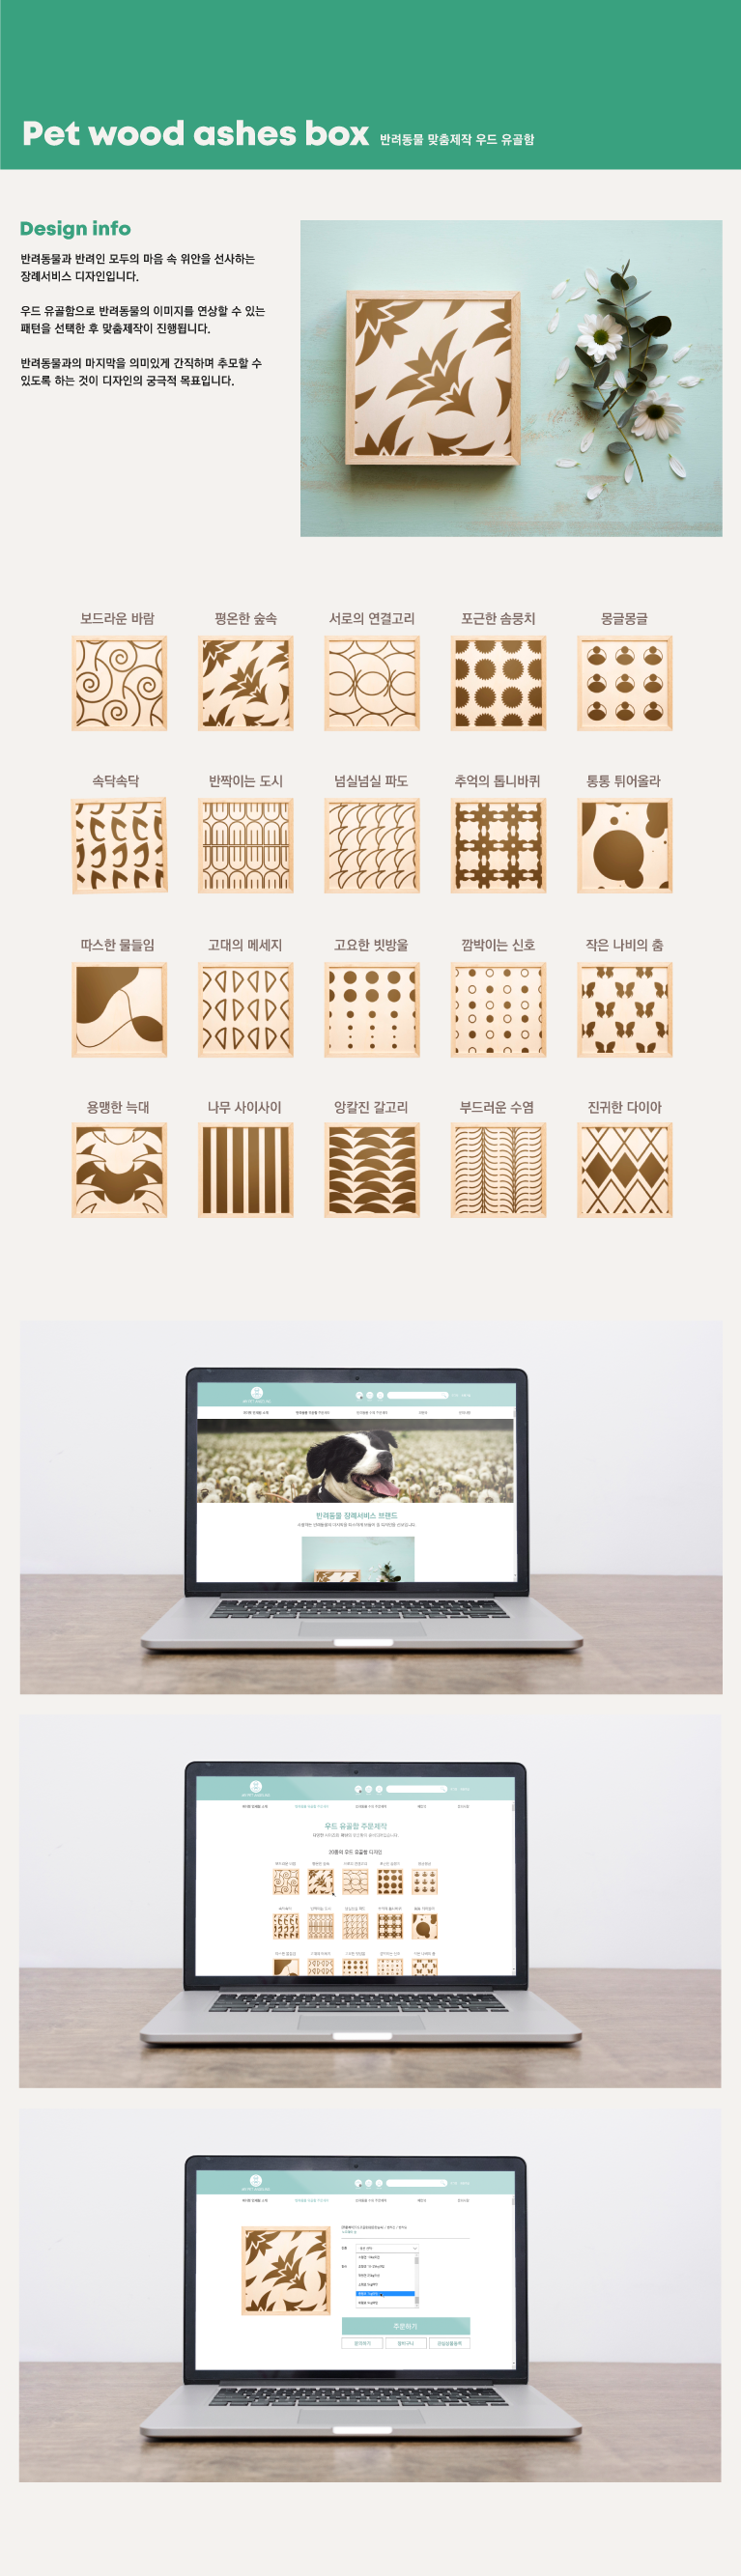 Pet wood ashes box 반려동물 맞춤제작 우드 유골함
Design info
반려동물과 반려인 모두의 마음 속 위안을 선사하는
장례서비스 디자인입니다.
우드 유골함으로 반려동물의 이미지를 연상할 수 있는
패턴을 선택한 후 맞춤제작이 진행됩니다.
반려동물과의 마지막을 의미있게 간직하며 추모할 수
있도록 하는 것이 디자인의 궁극적 목표입니다.
보드라운 바람 평온한 숲속 서로의 연결고리 포근한 솜뭉치 몽글몽글
속닥속닥 반짝이는 도시 넘실넘실 파도 추억의 톱니바퀴 통통 튀어올라
따스한 물들임 고대의 메세지 고요한 빗방울 깜박이는 신호 작은 나비의 춤
용맹한 늑대 나무 사이사이 앙칼진 갈고리 부드러운 수염 진귀한 다이아
반려동물 장례서비스 브랜드
우드 유골함 주문제작
20종의 우드 유골함 디자인
주문하기
장바구니